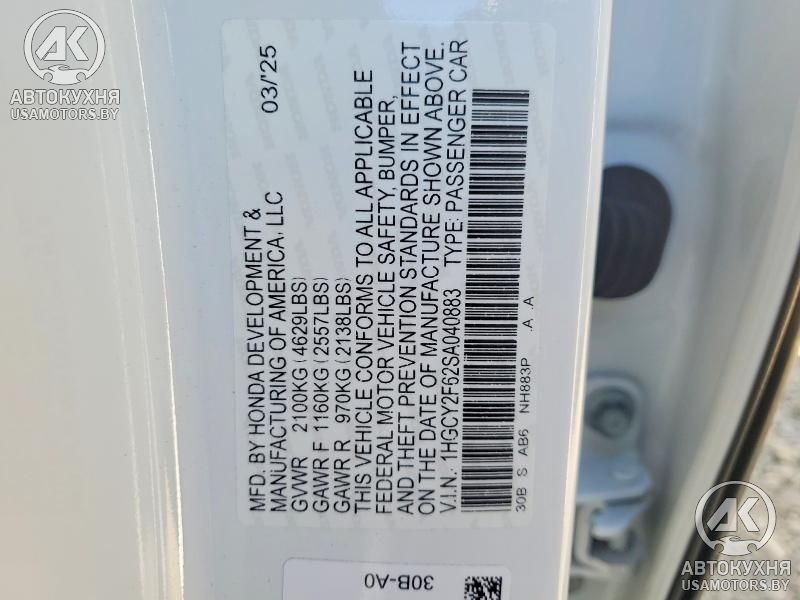 AK
АВТОКУХНЯ
USAMOTORS.BY
MFD. BY HONDA DEVELOPMENT &
MANUFACTURING OF AMERICA, LLC 03/'25
GVWR 2100KG(4629LBS)
GAWR F 1160KG(2557LBS)
GAWR R 970KG(2138LBS)
THIS VEHICLE CONFORMS TO ALL APPLICABLE
FEDERAL MOTOR VEHICLE SAFETY, BUMPER,
AND THEFT PREVENTION STANDARDS IN EFFECT
ON THE DATE OF MANUFACTURE SHOWN ABOVE.
V.I.N.: 1HGCY2F62SA040883 TYPE: PASSENGER CAR
30B S AB6 NH883P .A .A
30B-A0
AK
АВТОКУХНЯ
USAMOTORS.BY